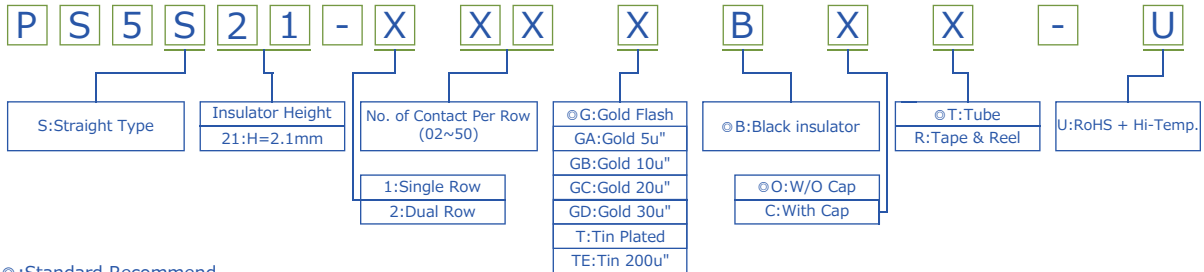 P S 5 S 2 1 - X X X X B X X - U
S:Straight Type
Insulator Height
21:H=2.1mm
No. of Contact Per Row
(02~50)
1:Single Row
2:Dual Row
◎G:Gold Flash
GA:Gold 5u"
GB:Gold 10u"
GC:Gold 20u"
GD:Gold 30u"
T:Tin Plated
TE:Tin 200u"
◎B:Black insulator
◎O:W/O Cap
C:With Cap
◎T:Tube
R:Tape & Reel
U:RoHS + Hi-Temp.
◎:Standard Recommend